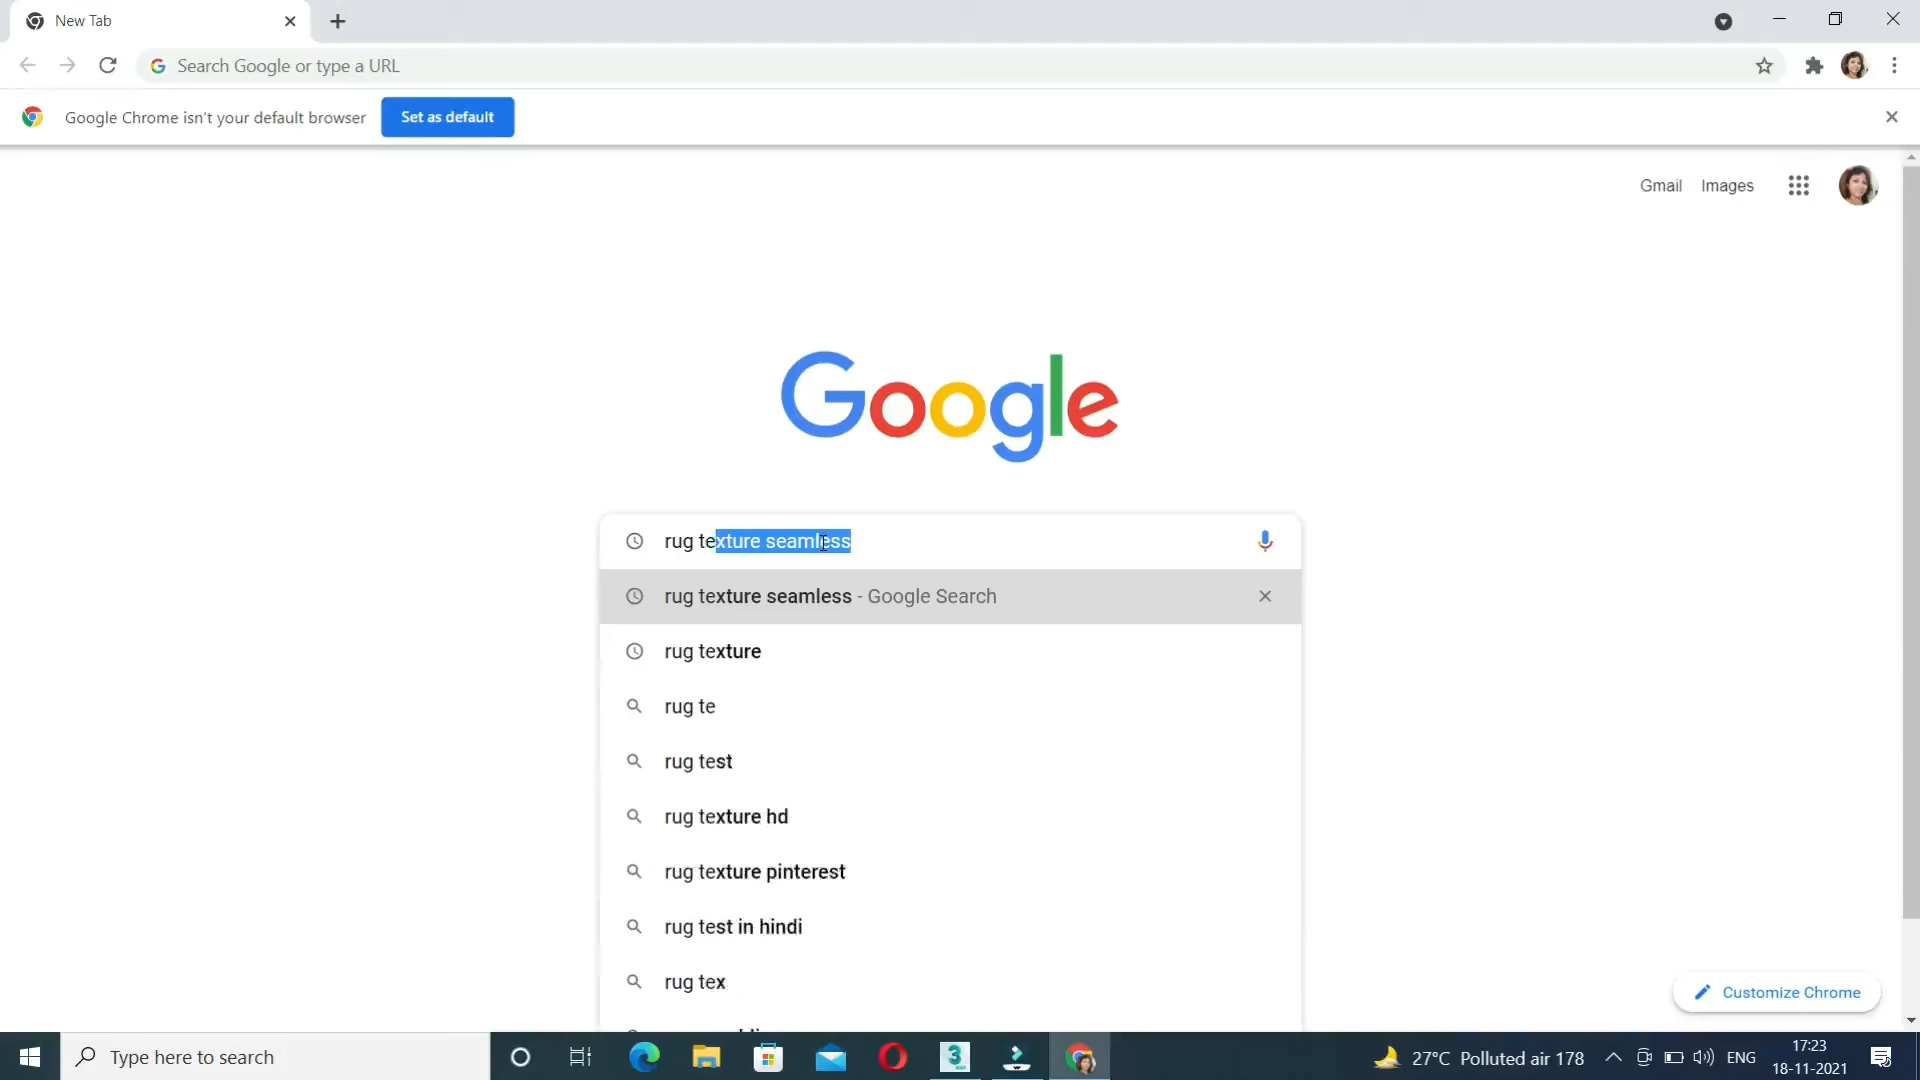 New Tab
Search Google or type a URL
Google Chrome isn't your default browser
Set as default
Gmail
Images
Google
rug texture seamless
rug texture seamless - Google Search
rug texture
rug te
rug test
rug texture hd
rug texture pinterest
rug test in hindi
rug tex
Customize Chrome
Type here to search
3
27°C Polluted air 178
ENG
17:23
18-11-2021